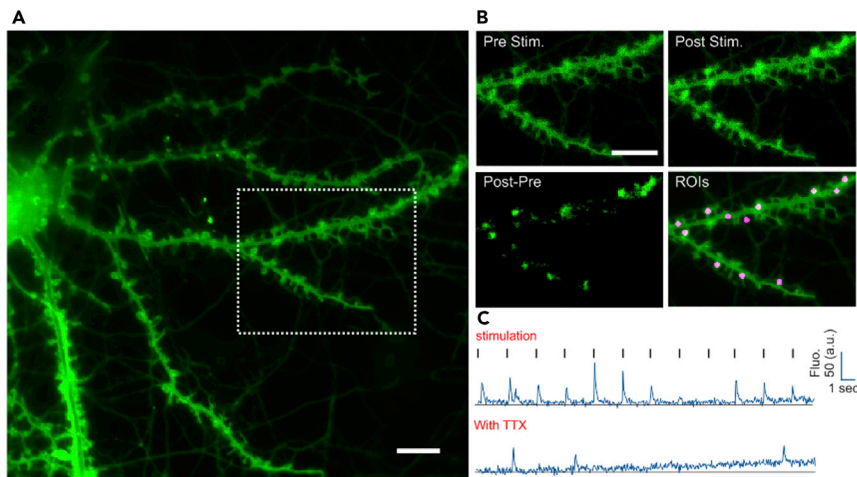 A
B
Pre Stim.
Post Stim.
Post-Pre
ROIs
C
stimulation
Fluo.
50 (a.u.)
1 sec
With TTX